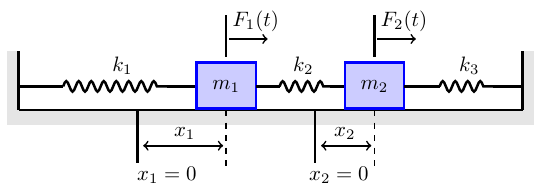 F₁(t) F₂(t)
k₁ k₂ k₃
m₁ m₂
x₁ x₂
x₁ = 0 x₂ = 0